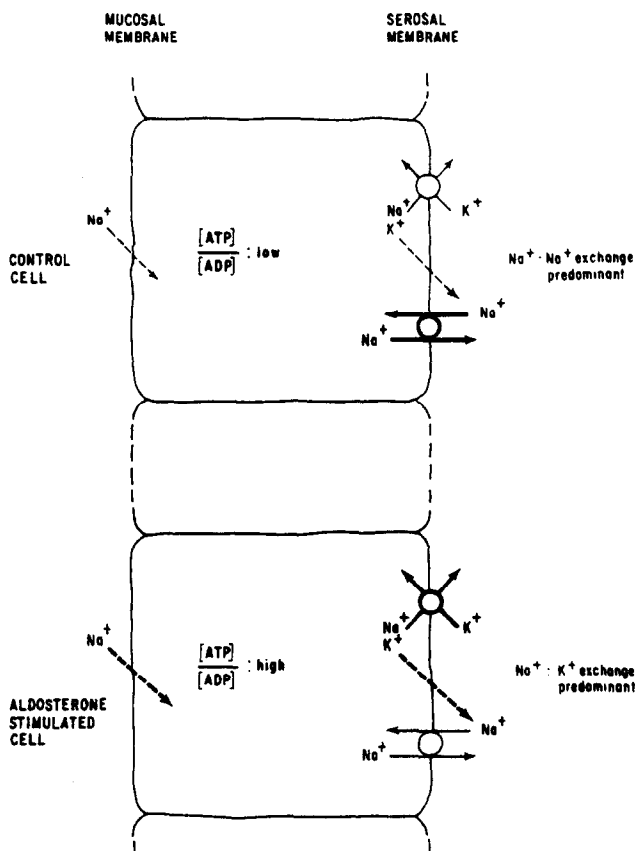 MUCOSAL
MEMBRANE
SEROSAL
MEMBRANE
Na⁺
CONTROL
CELL
[ATP]
[ADP] : low
Na⁺ K⁺
K⁺
Na⁺
Na⁺
Na⁺ - Na⁺ exchange
predominant
Na⁺
ALDOSTERONE
STIMULATED
CELL
[ATP]
[ADP] : high
Na⁺ K⁺
K⁺
Na⁺
Na⁺
Na⁺ : K⁺ exchange
predominant